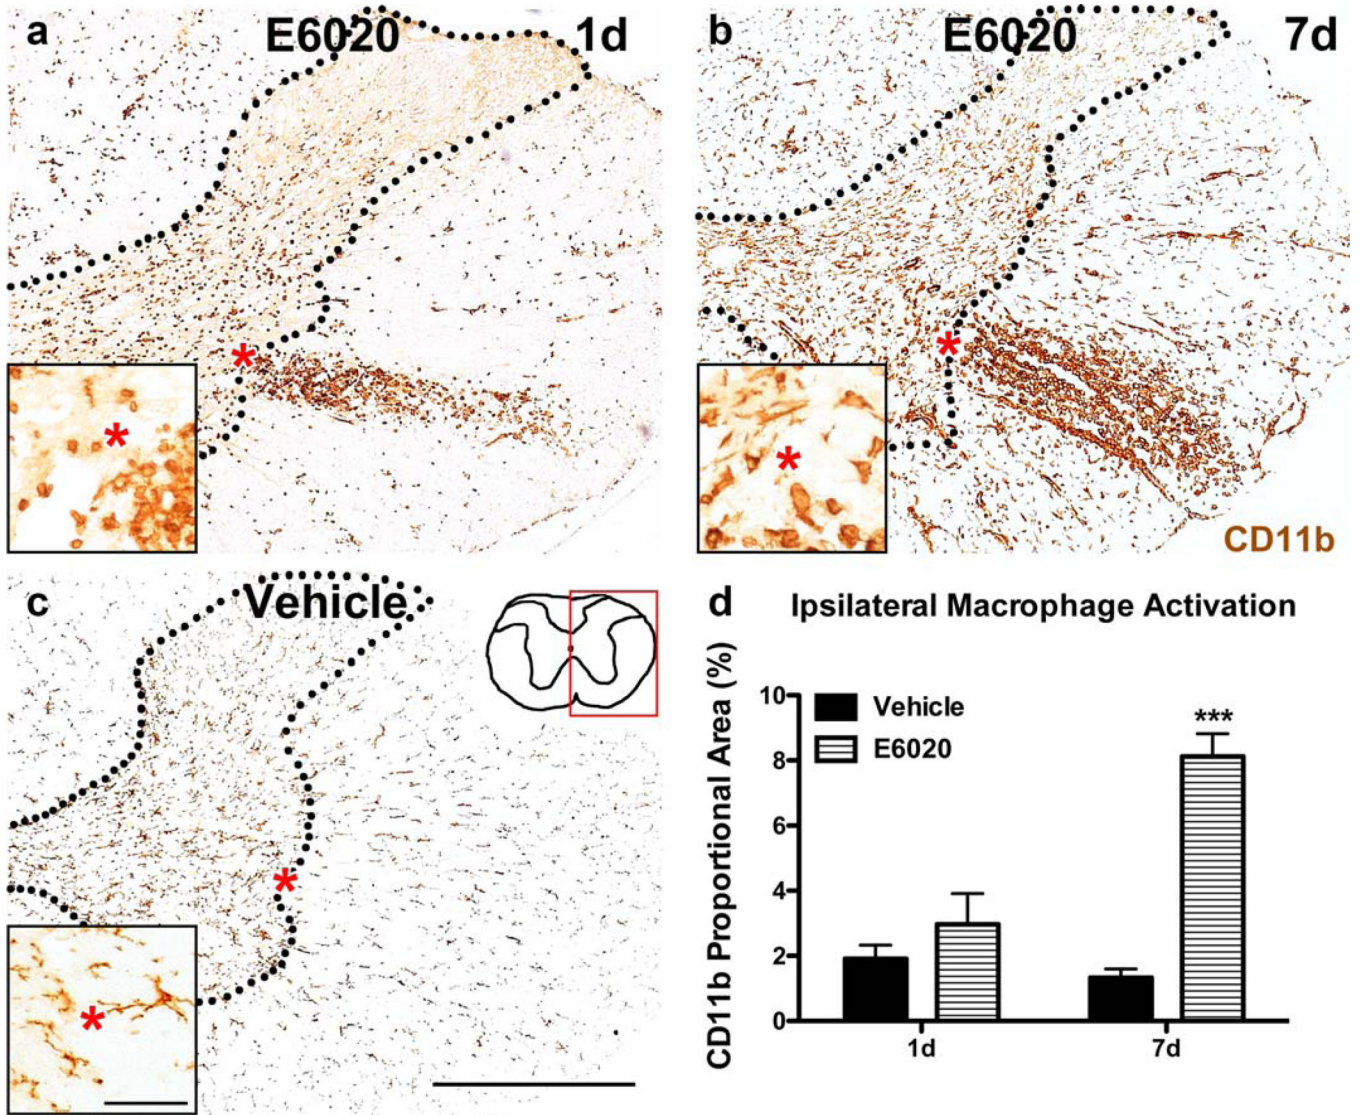 a E6020 1d
b E6020 7d
*
*
*
*
CD11b
c Vehicle
*
*
d Ipsilateral Macrophage Activation
CD11b Proportional Area (%)
10
8
6
4
2
0
Vehicle
E6020
***
1d
7d